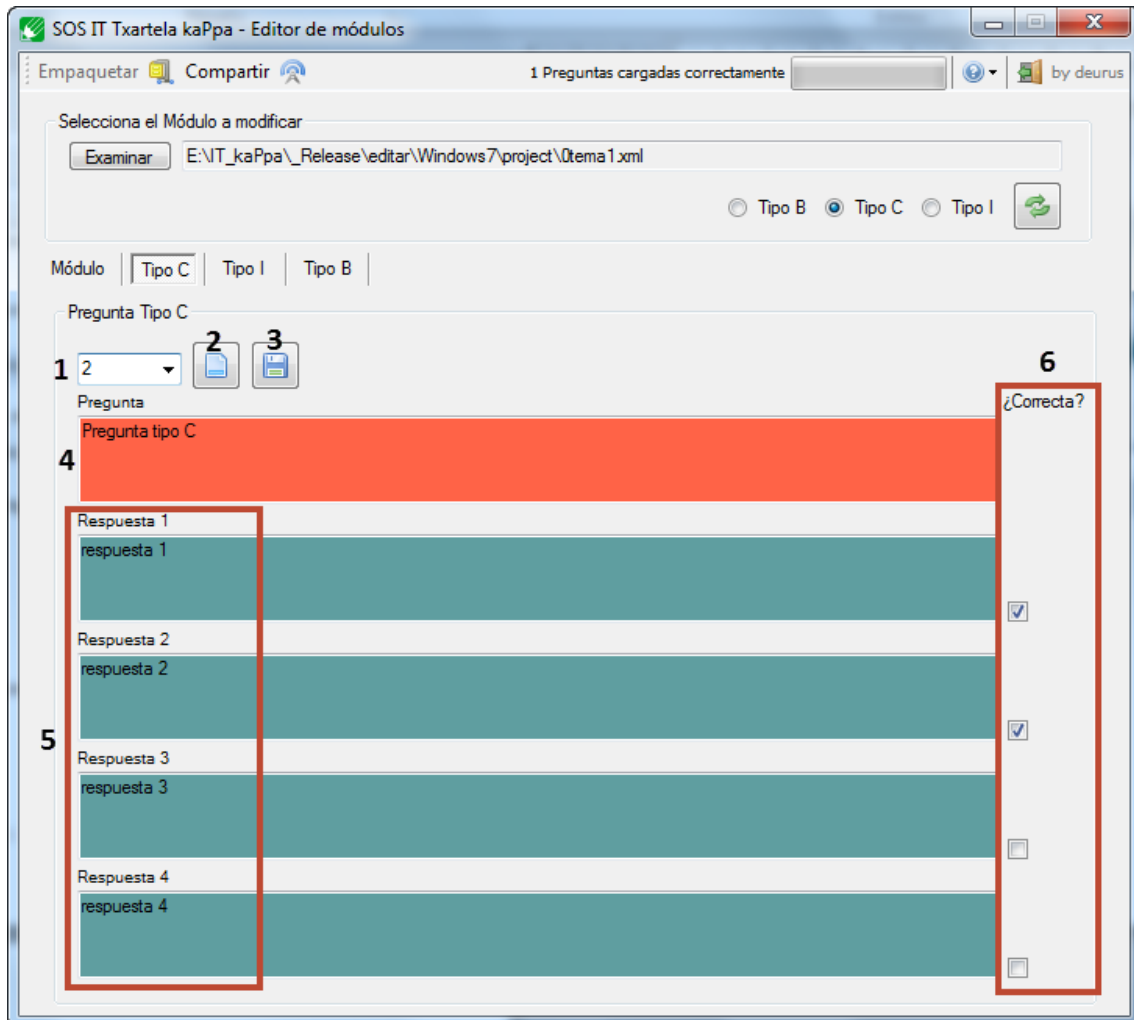 SOS IT Txartela kaPpa - Editor de módulos
Empaquetar Compartir 1 Preguntas cargadas correctamente by deurus
Selecciona el Módulo a modificar
Examinar E:\IT_kaPpa\_Release\editar\Windows7\project\0tema1.xml
Tipo B Tipo C Tipo I
Módulo Tipo C Tipo I Tipo B
Pregunta Tipo C
2 3
1 2 6
Pregunta ¿Correcta?
Pregunta tipo C
4
Respuesta 1
respuesta 1
Respuesta 2
respuesta 2
5
Respuesta 3
respuesta 3
Respuesta 4
respuesta 4